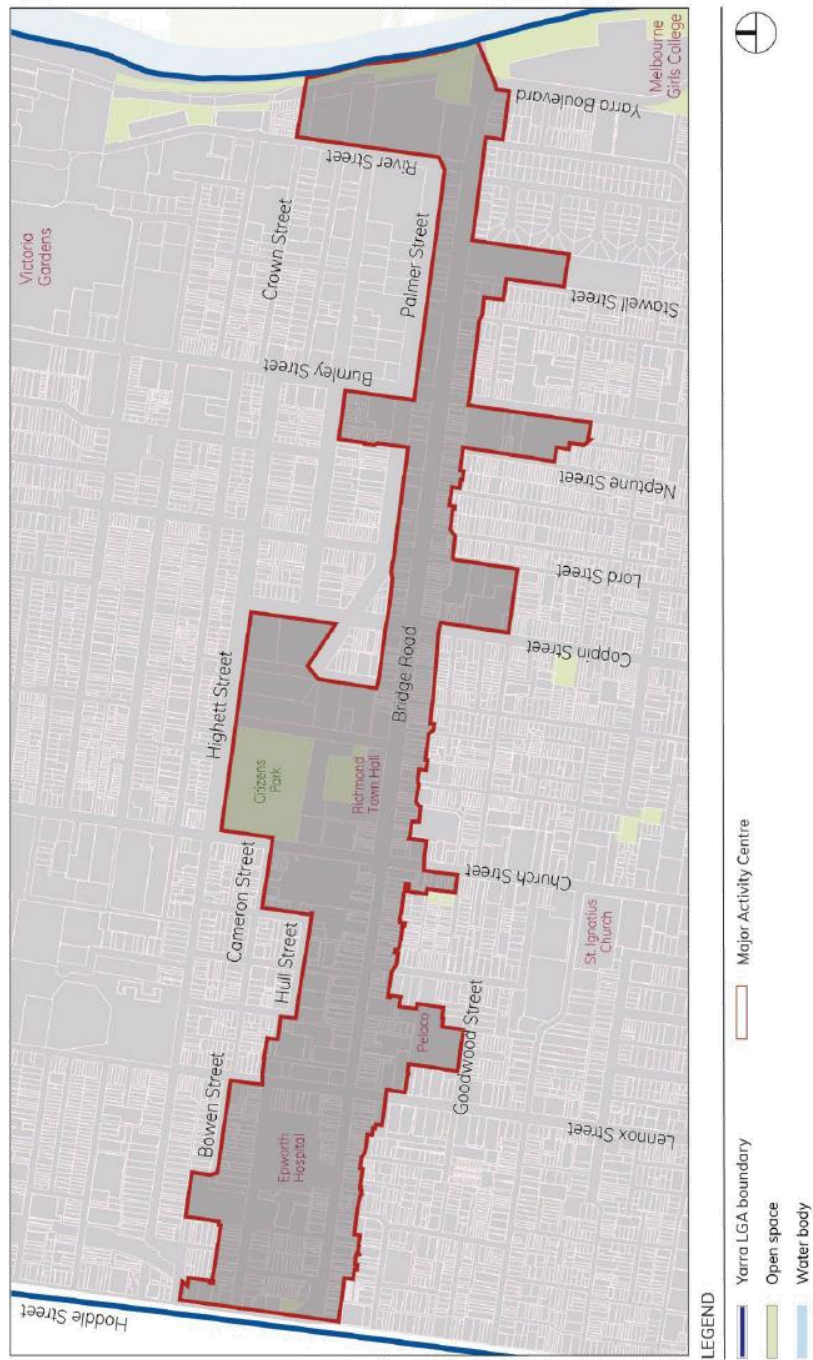 Hoddle Street
Bowen Street
Epworth
Hospital
Hull Street
Cameron Street
Highett Street
Citizens
Park
Richmond
Town Hall
Bridge Road
Pelaco
Goodwood Street
Lennox Street
Church Street
St. Ignatius
Church
Coppin Street
Lord Street
Neptune Street
Burnley Street
Stawell Street
Palmer Street
Crown Street
Victoria
Gardens
River Street
Yarra Boulevard
Melbourne
Girls College
LEGEND
Yarra LGA boundary
Open space
Water body
Major Activity Centre